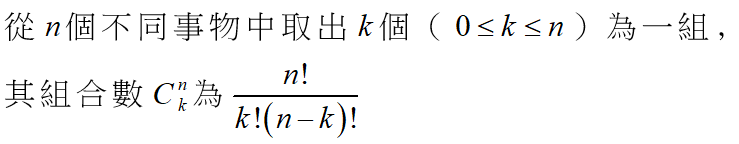 從 n個不同事物中取出 k 個（ 0 ≤ k ≤ n ）為一組，
其組合數 C^n_k 為 n!/(k!(n−k)!)